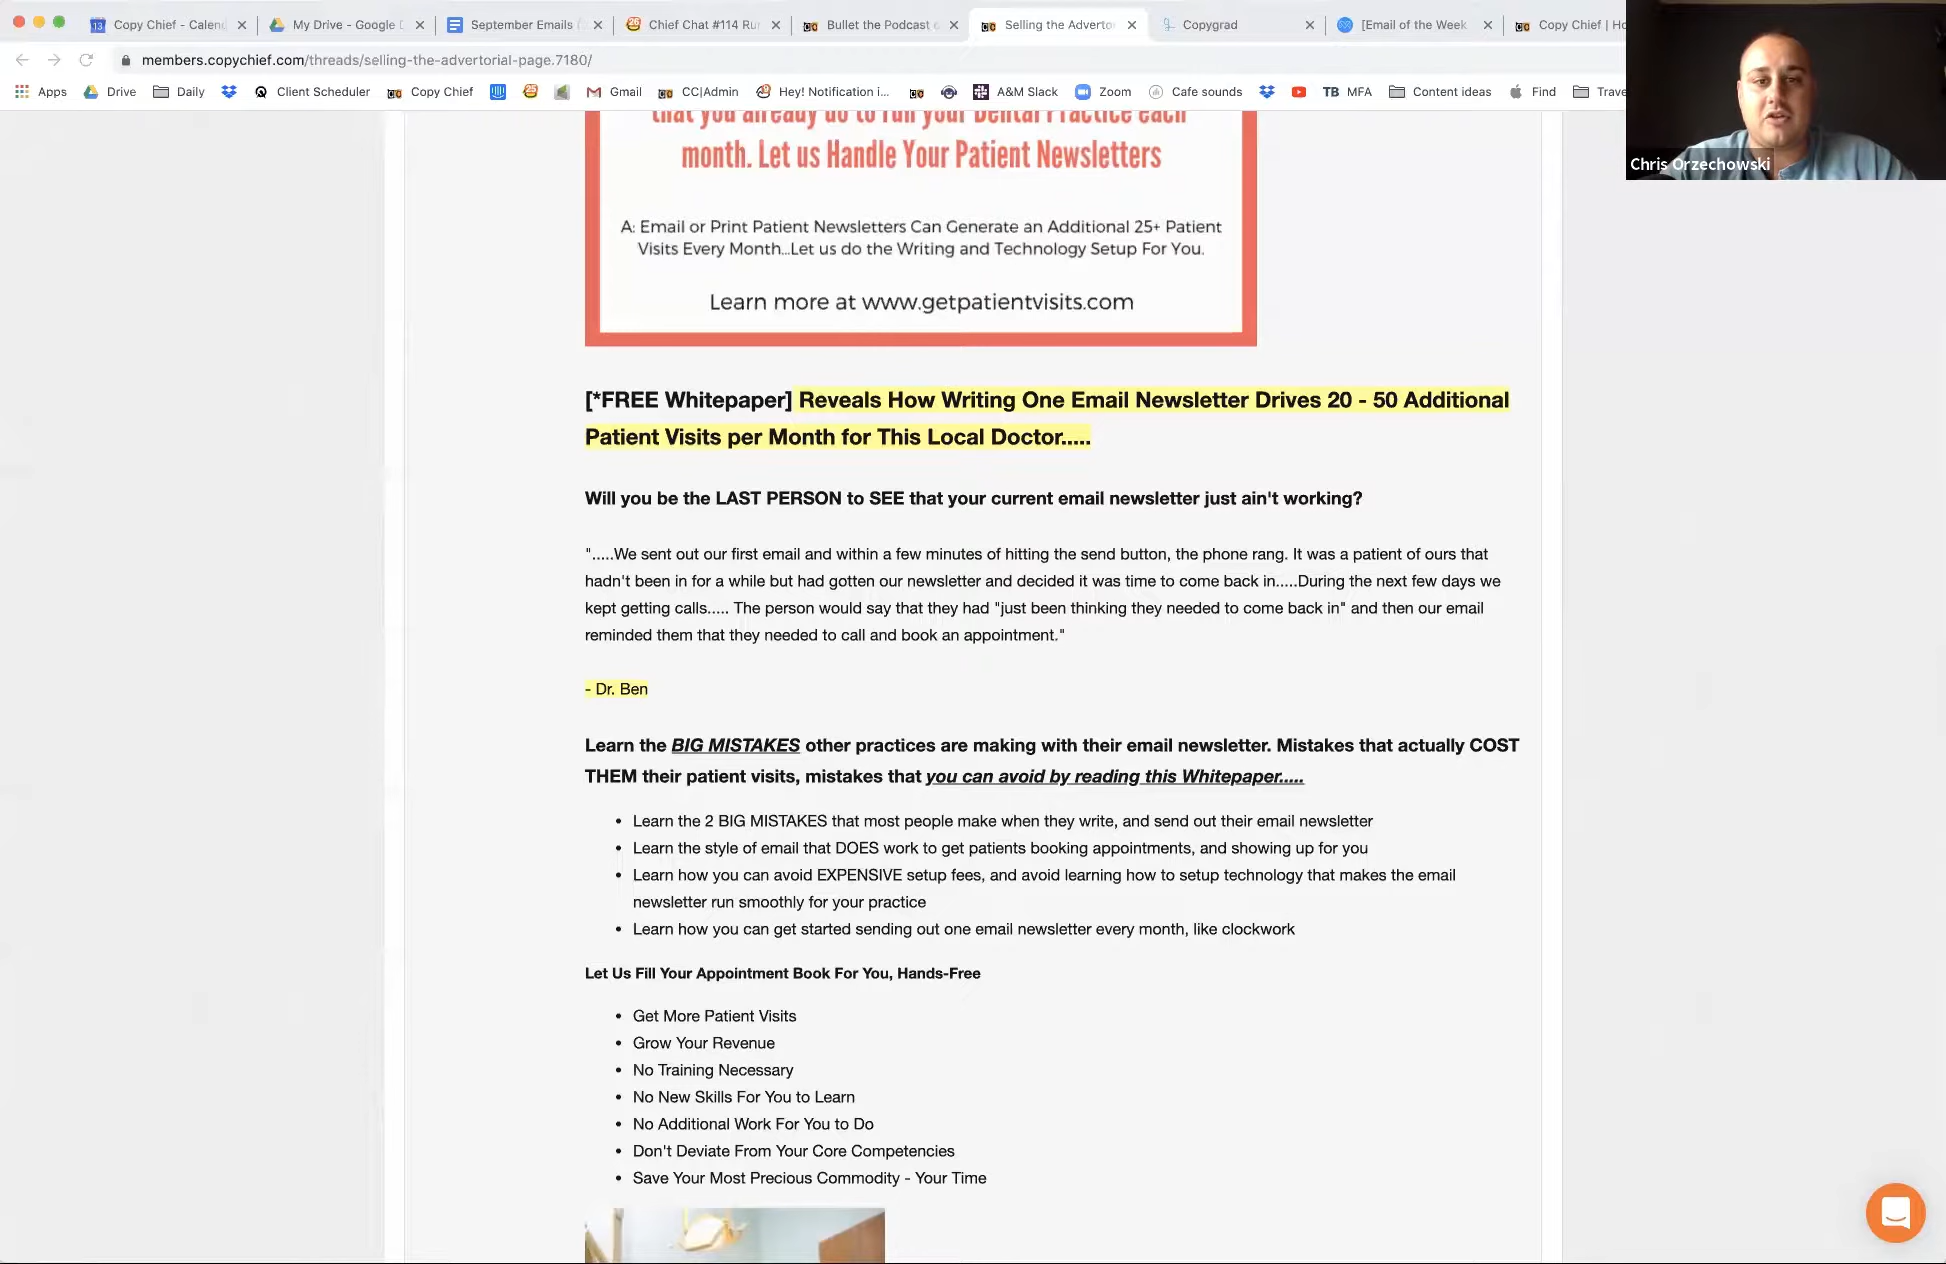 Copy Chief - Calend
My Drive - Google D
September Emails (
Chief Chat #114 Ru
Bullet the Podcast
Selling the Advertor
Copygrad
[Email of the Week
Copy Chief | Ho
members.copychief.com/threads/selling-the-advertorial-page.7180/
Apps
Drive
Daily
Client Scheduler
Copy Chief
Gmail
CC|Admin
Hey! Notification i...
A&M Slack
Zoom
Cafe sounds
TB MFA
Content ideas
Find
Trave
Chris Orzechowski
that you already do to run your Dental Practice each
month. Let us Handle Your Patient Newsletters
A: Email or Print Patient Newsletters Can Generate an Additional 25+ Patient
Visits Every Month...Let us do the Writing and Technology Setup For You.
Learn more at www.getpatientvisits.com
[*FREE Whitepaper] Reveals How Writing One Email Newsletter Drives 20 - 50 Additional
Patient Visits per Month for This Local Doctor.....
Will you be the LAST PERSON to SEE that your current email newsletter just ain't working?
".....We sent out our first email and within a few minutes of hitting the send button, the phone rang. It was a patient of ours that
hadn't been in for a while but had gotten our newsletter and decided it was time to come back in.....During the next few days we
kept getting calls..... The person would say that they had "just been thinking they needed to come back in" and then our email
reminded them that they needed to call and book an appointment."
- Dr. Ben
Learn the BIG MISTAKES other practices are making with their email newsletter. Mistakes that actually COST
THEM their patient visits, mistakes that you can avoid by reading this Whitepaper.....
• Learn the 2 BIG MISTAKES that most people make when they write, and send out their email newsletter
• Learn the style of email that DOES work to get patients booking appointments, and showing up for you
• Learn how you can avoid EXPENSIVE setup fees, and avoid learning how to setup technology that makes the email
newsletter run smoothly for your practice
• Learn how you can get started sending out one email newsletter every month, like clockwork
Let Us Fill Your Appointment Book For You, Hands-Free
• Get More Patient Visits
• Grow Your Revenue
• No Training Necessary
• No New Skills For You to Learn
• No Additional Work For You to Do
• Don't Deviate From Your Core Competencies
• Save Your Most Precious Commodity - Your Time